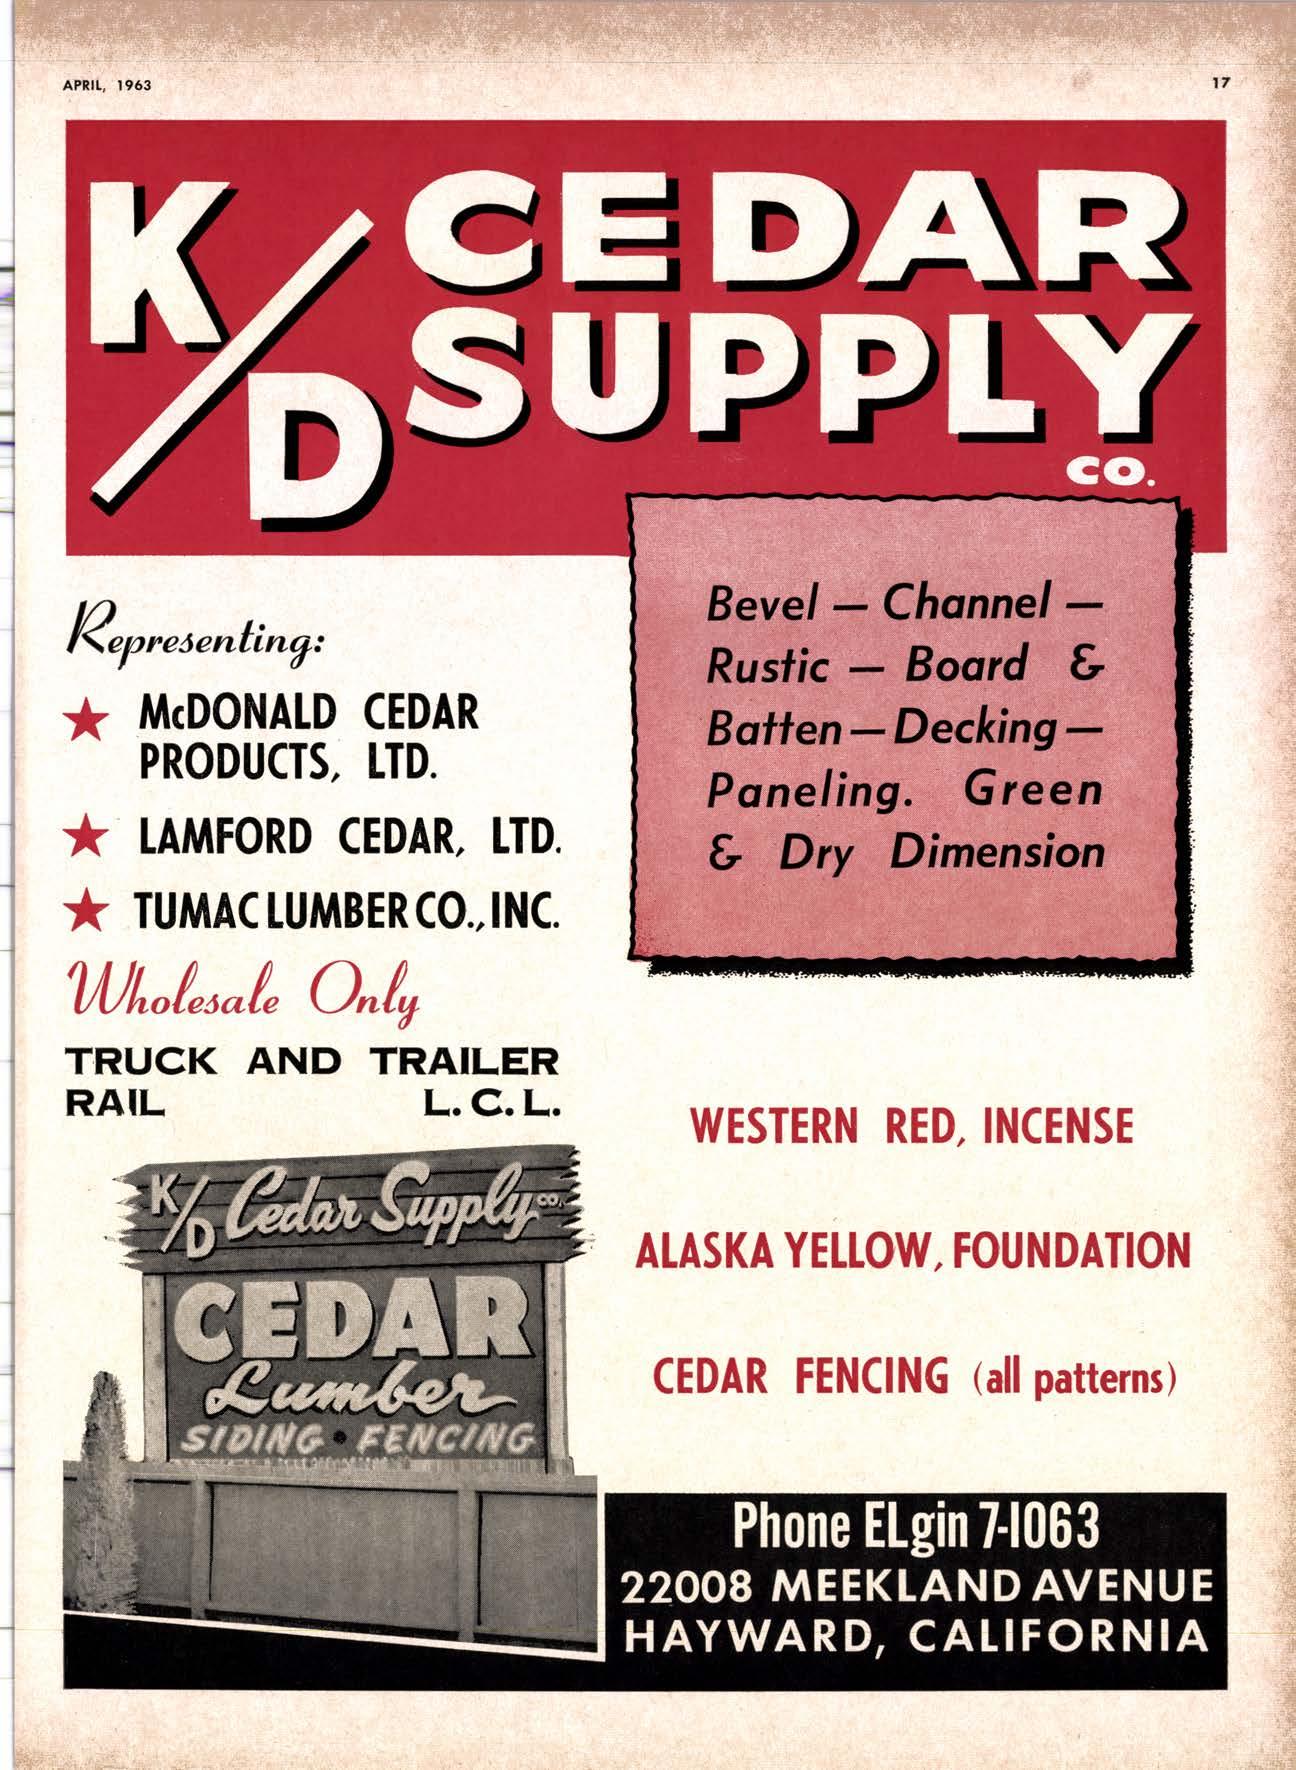 APRIL, 1963
17
K/D
CEDAR
SUPPLY
CO.
Bevel — Channel —
Rustic — Board &
Batten — Decking —
Paneling. Green
& Dry Dimension
Representing:
★ McDONALD CEDAR
PRODUCTS, LTD.
★ LAMFORD CEDAR, LTD.
★ TUMAC LUMBER CO., INC.
Wholesale Only
TRUCK AND TRAILER
RAIL L. C. L.
K/D Cedar Supply CO.
CEDAR
Lumber
SIDING • FENCING
WESTERN RED, INCENSE
ALASKA YELLOW, FOUNDATION
CEDAR FENCING (all patterns)
Phone ELgin 7-1063
22008 MEEKLAND AVENUE
HAYWARD, CALIFORNIA